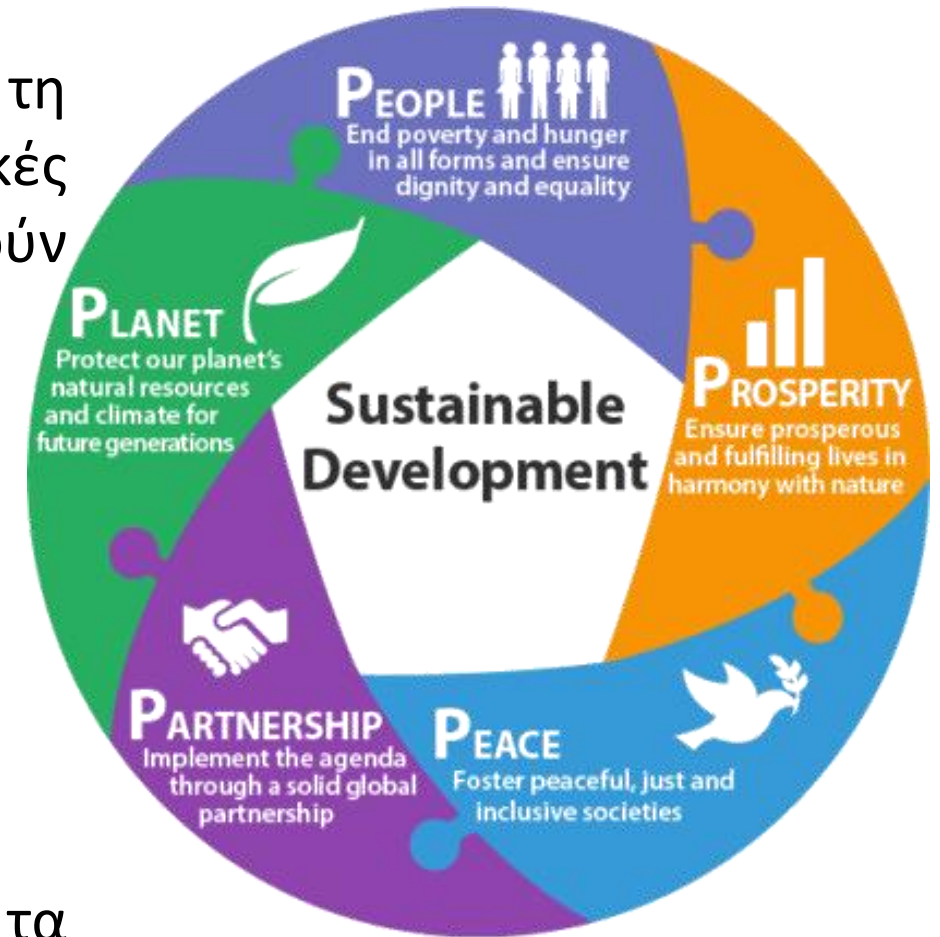 τη
κές
ούν
PEOPLE
End poverty and hunger
in all forms and ensure
dignity and equality
PLANET
Protect our planet's
natural resources
and climate for
future generations
Sustainable
Development
PROSPERITY
Ensure prosperous
and fulfilling lives in
harmony with nature
PARTNERSHIP
Implement the agenda
through a solid global
partnership
PEACE
Foster peaceful, just and
inclusive societies
τα